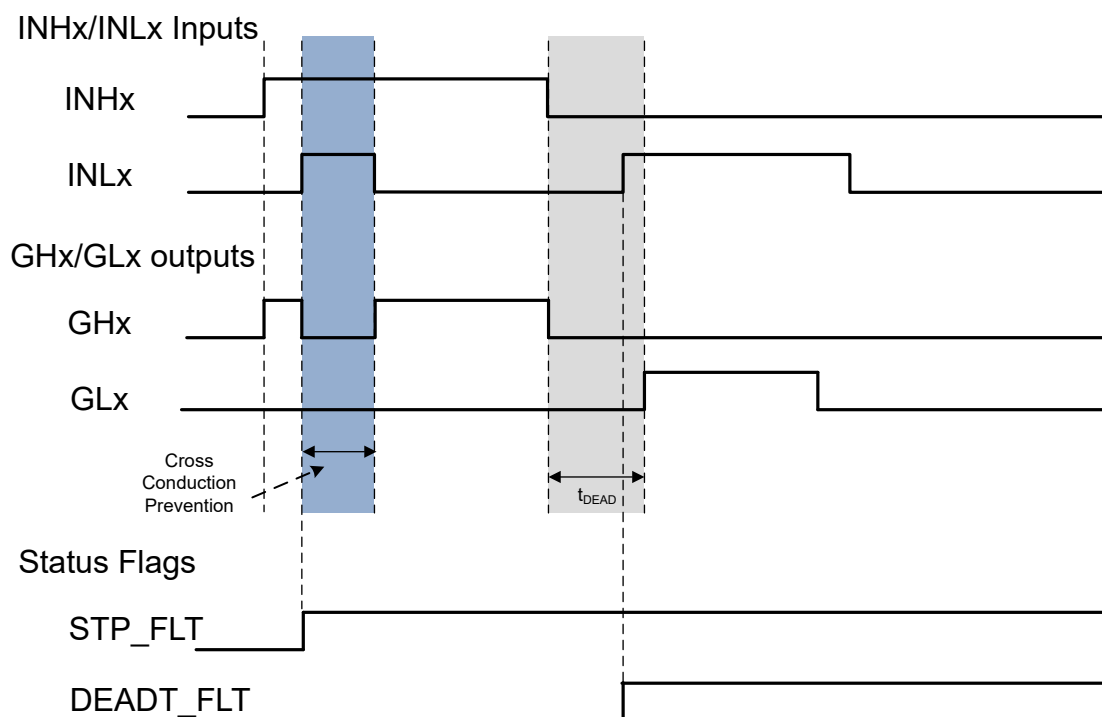 INHx/INLx Inputs
INHx
INLx
GHx/GLx outputs
GHx
GLx
Cross
Conduction
Prevention
tDEAD
Status Flags
STP_FLT
DEADT_FLT